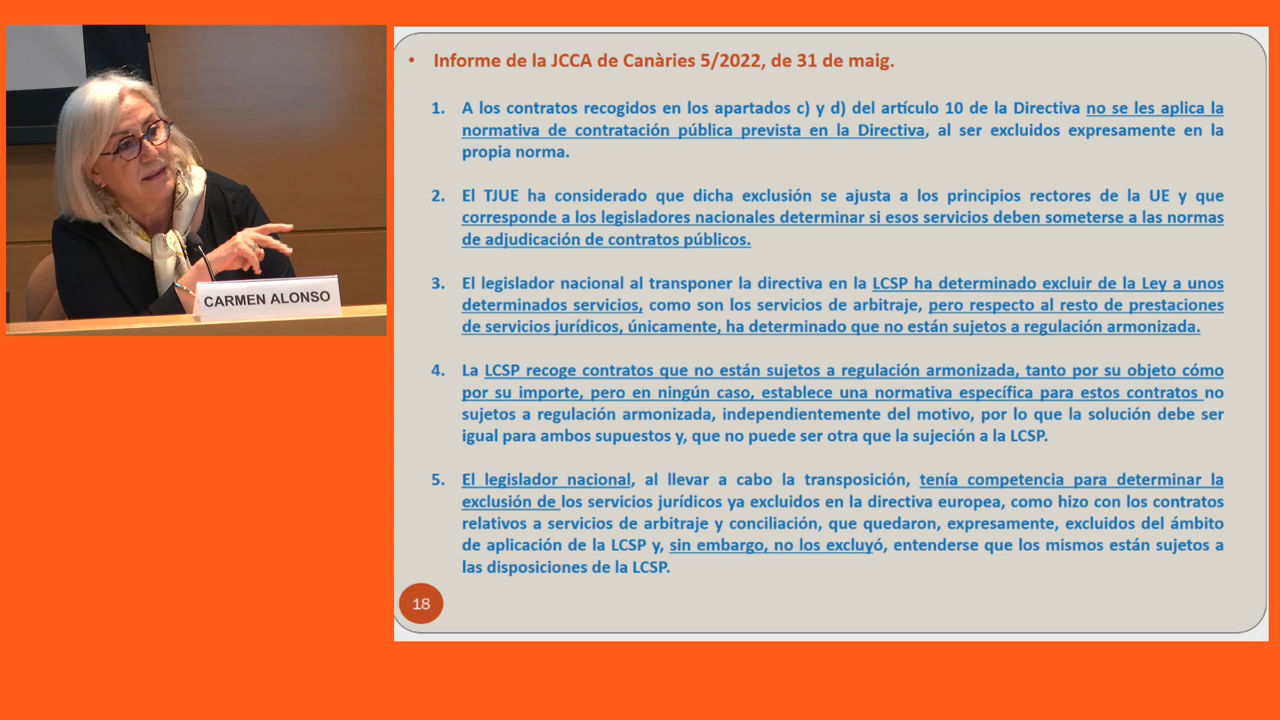 CARMEN ALONSO
• Informe de la JCCA de Canàries 5/2022, de 31 de maig.
1. A los contratos recogidos en los apartados c) y d) del artículo 10 de la Directiva no se les aplica la
normativa de contratación pública prevista en la Directiva, al ser excluidos expresamente en la
propia norma.
2. El TJUE ha considerado que dicha exclusión se ajusta a los principios rectores de la UE y que
corresponde a los legisladores nacionales determinar si esos servicios deben someterse a las normas
de adjudicación de contratos públicos.
3. El legislador nacional al transponer la directiva en la LCSP ha determinado excluir de la Ley a unos
determinados servicios, como son los servicios de arbitraje, pero respecto al resto de prestaciones
de servicios jurídicos, únicamente, ha determinado que no están sujetos a regulación armonizada.
4. La LCSP recoge contratos que no están sujetos a regulación armonizada, tanto por su objeto cómo
por su importe, pero en ningún caso, establece una normativa específica para estos contratos no
sujetos a regulación armonizada, independientemente del motivo, por lo que la solución debe ser
igual para ambos supuestos y, que no puede ser otra que la sujeción a la LCSP.
5. El legislador nacional, al llevar a cabo la transposición, tenía competencia para determinar la
exclusión de los servicios jurídicos ya excluidos en la directiva europea, como hizo con los contratos
relativos a servicios de arbitraje y conciliación, que quedaron, expresamente, excluidos del ámbito
de aplicación de la LCSP y, sin embargo, no los excluyó, entenderse que los mismos están sujetos a
las disposiciones de la LCSP.
18